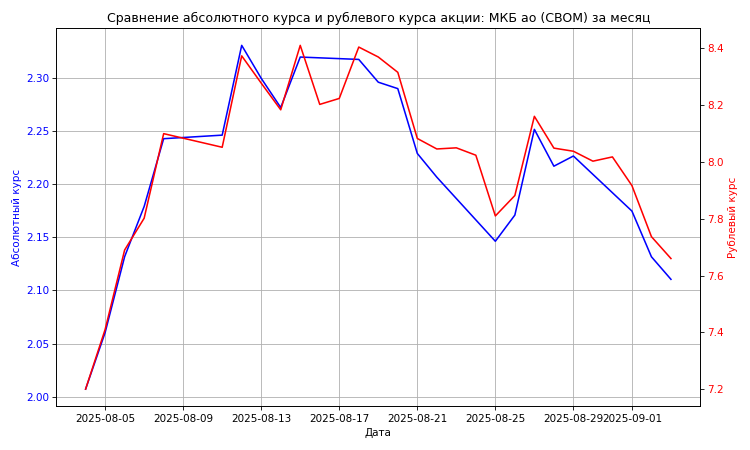 Сравнение абсолютного курса и рублевого курса акции: МКБ ао (CBOM) за месяц
Абсолютный курс
2.30
2.25
2.20
2.15
2.10
2.05
2.00
8.4
8.2
8.0
7.8
7.6
7.4
7.2
Рублевый курс
2025-08-05 2025-08-09 2025-08-13 2025-08-17 2025-08-21 2025-08-25 2025-08-29 2025-09-01
Дата